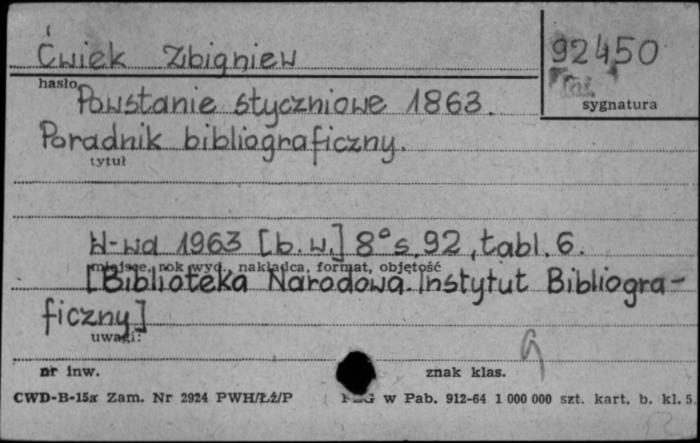 Ćwiek Zbigniew
92450
hasło
sygnatura
Powstanie styczniowe 1863.
Poradnik bibliograficzny.
tytuł
W-wa 1963 [b.w.] 8° s. 92, tabl. 6.
miejsce, rok wyd., nakładca, format, objętość
[Biblioteka Narodowa. Instytut Bibliogra-
ficzny]
uwagi:
nr inw.
znak klas.
CWD-B-15a Zam. Nr 2924 PWH/Łż/P
w Pab. 912-64 1 000 000 szt. kart. b. kl. 5.